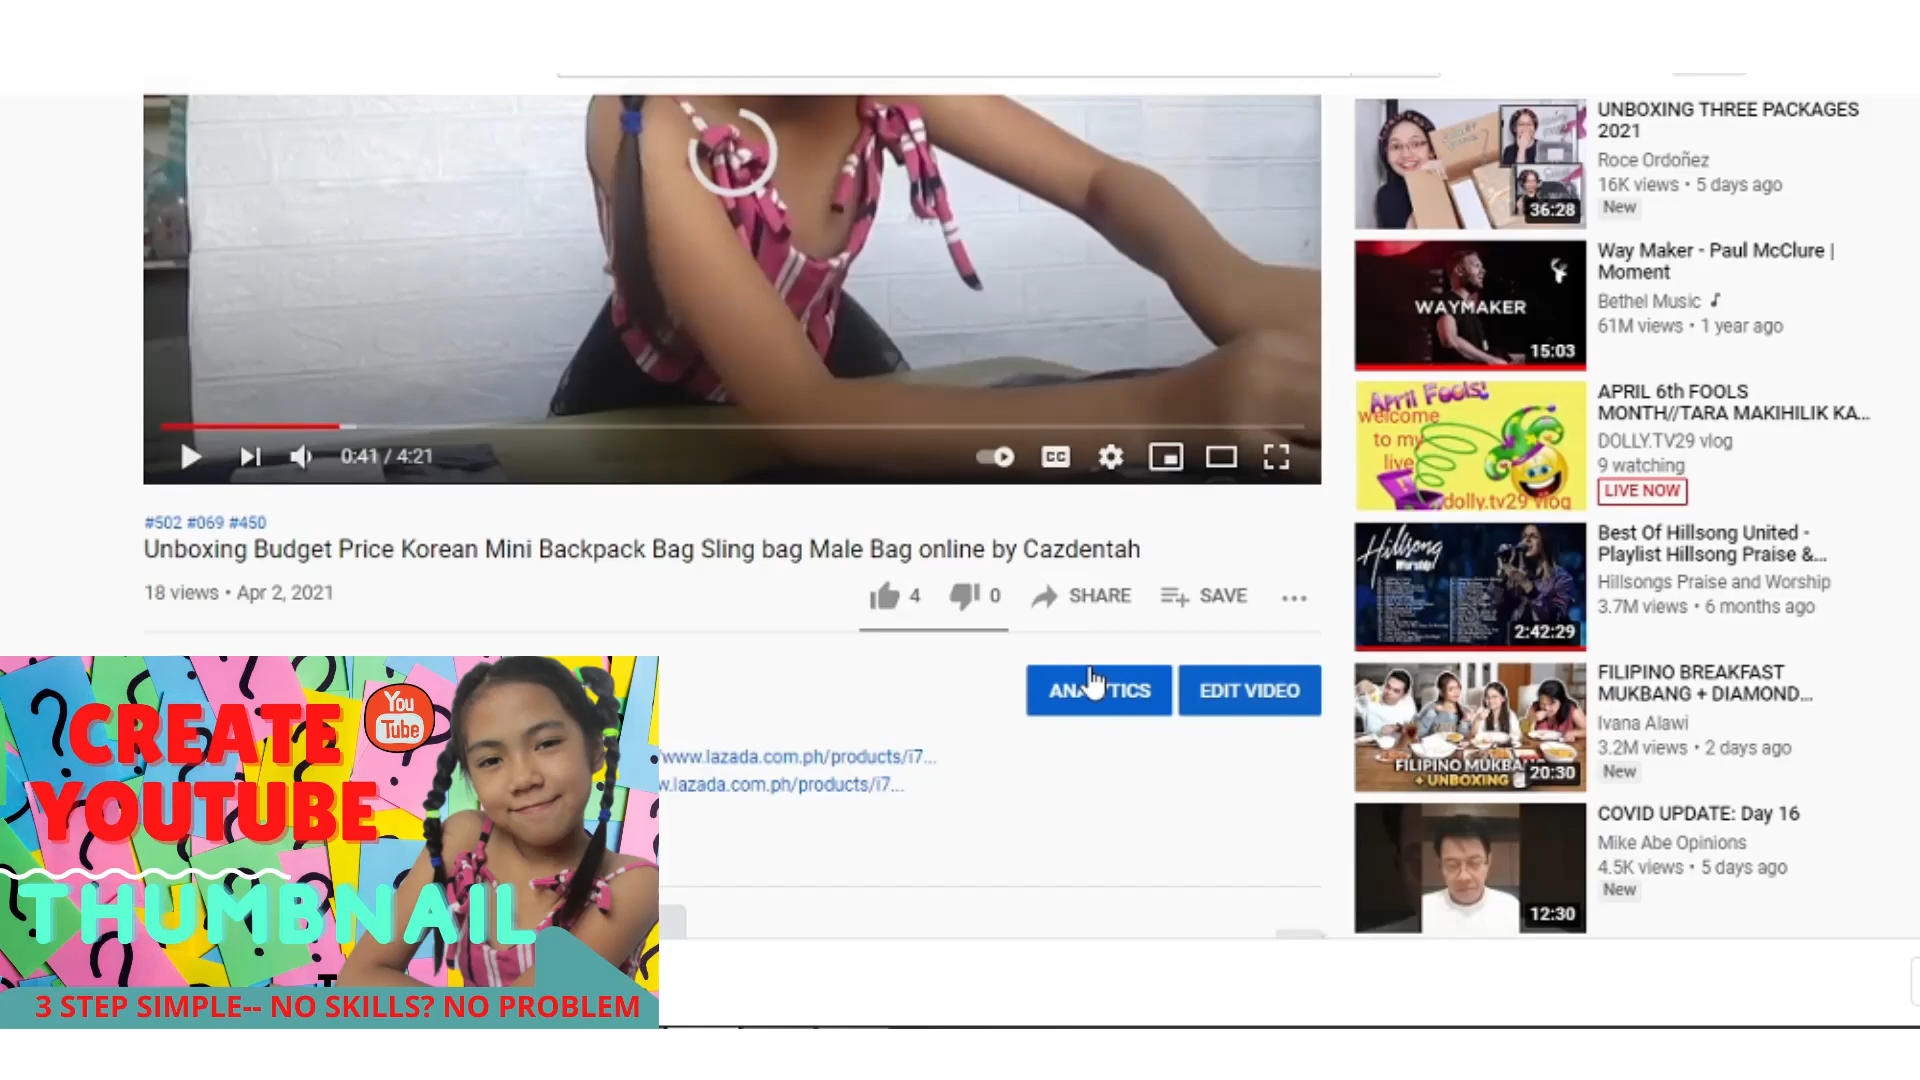 0:41 / 4:21
CC
#502 #069 #450
Unboxing Budget Price Korean Mini Backpack Bag Sling bag Male Bag online by Cazdentah
18 views • Apr 2, 2021
4
0
SHARE
SAVE
ANALYTICS
EDIT VIDEO
/www.lazada.com.ph/products/i7...
w.lazada.com.ph/products/i7...
CREATE
YOUTUBE
THUMBNAIL
You
Tube
3 STEP SIMPLE-- NO SKILLS? NO PROBLEM
36:28
UNBOXING THREE PACKAGES
2021
Roce Ordoñez
16K views • 5 days ago
New
WAYMAKER
15:03
Way Maker - Paul McClure |
Moment
Bethel Music
61M views • 1 year ago
April Fools!
welcome
to my
live
dolly.tv29 vlog
APRIL 6th FOOLS
MONTH//TARA MAKIHILIK KA...
DOLLY.TV29 vlog
9 watching
LIVE NOW
Hillsong
Worship
2:42:29
Best Of Hillsong United -
Playlist Hillsong Praise &...
Hillsongs Praise and Worship
3.7M views • 6 months ago
FILIPINO MUKBA
+ UNBOXING
20:30
FILIPINO BREAKFAST
MUKBANG + DIAMOND...
Ivana Alawi
3.2M views • 2 days ago
New
12:30
COVID UPDATE: Day 16
Mike Abe Opinions
4.5K views • 5 days ago
New